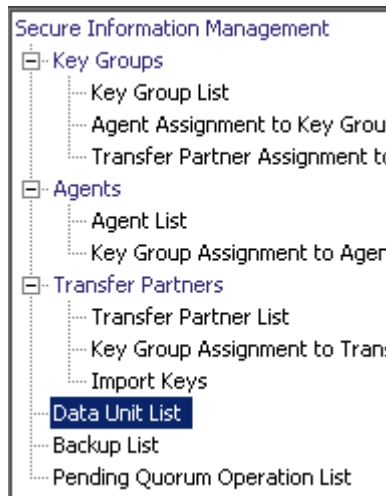 Secure Information Management
Key Groups
Key Group List
Agent Assignment to Key Grou
Transfer Partner Assignment to
Agents
Agent List
Key Group Assignment to Agen
Transfer Partners
Transfer Partner List
Key Group Assignment to Trans
Import Keys
Data Unit List
Backup List
Pending Quorum Operation List